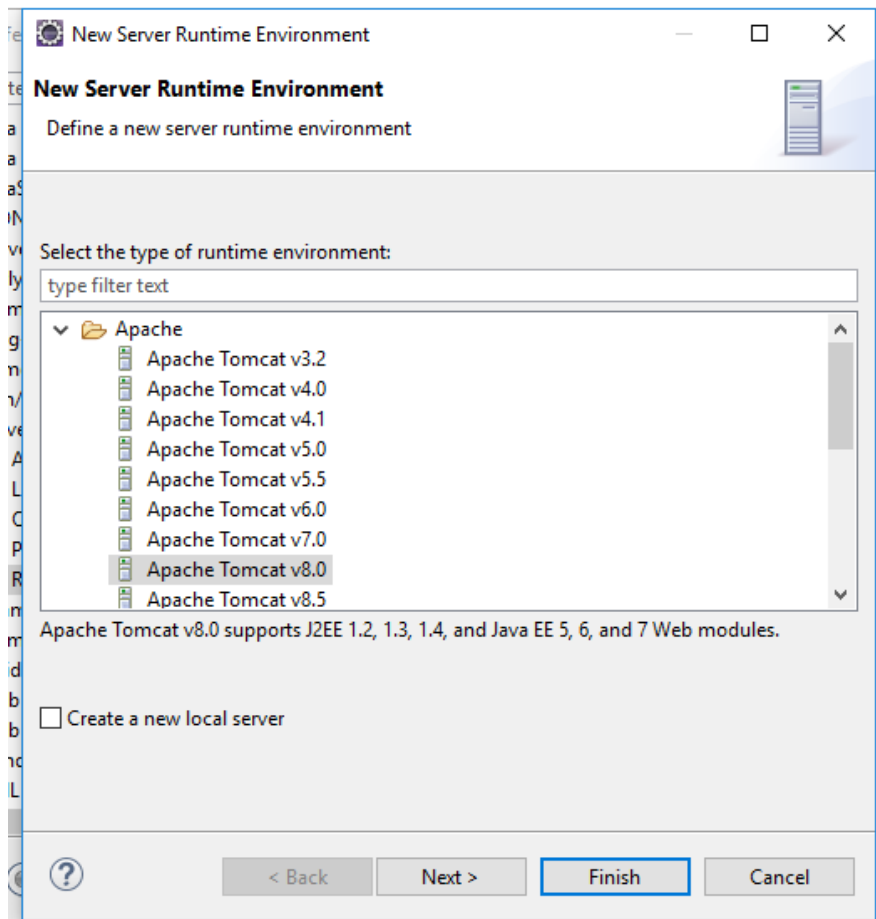 New Server Runtime Environment
New Server Runtime Environment
Define a new server runtime environment
Select the type of runtime environment:
type filter text
Apache
Apache Tomcat v3.2
Apache Tomcat v4.0
Apache Tomcat v4.1
Apache Tomcat v5.0
Apache Tomcat v5.5
Apache Tomcat v6.0
Apache Tomcat v7.0
Apache Tomcat v8.0
Apache Tomcat v8.5
Apache Tomcat v8.0 supports J2EE 1.2, 1.3, 1.4, and Java EE 5, 6, and 7 Web modules.
Create a new local server
? < Back Next > Finish Cancel